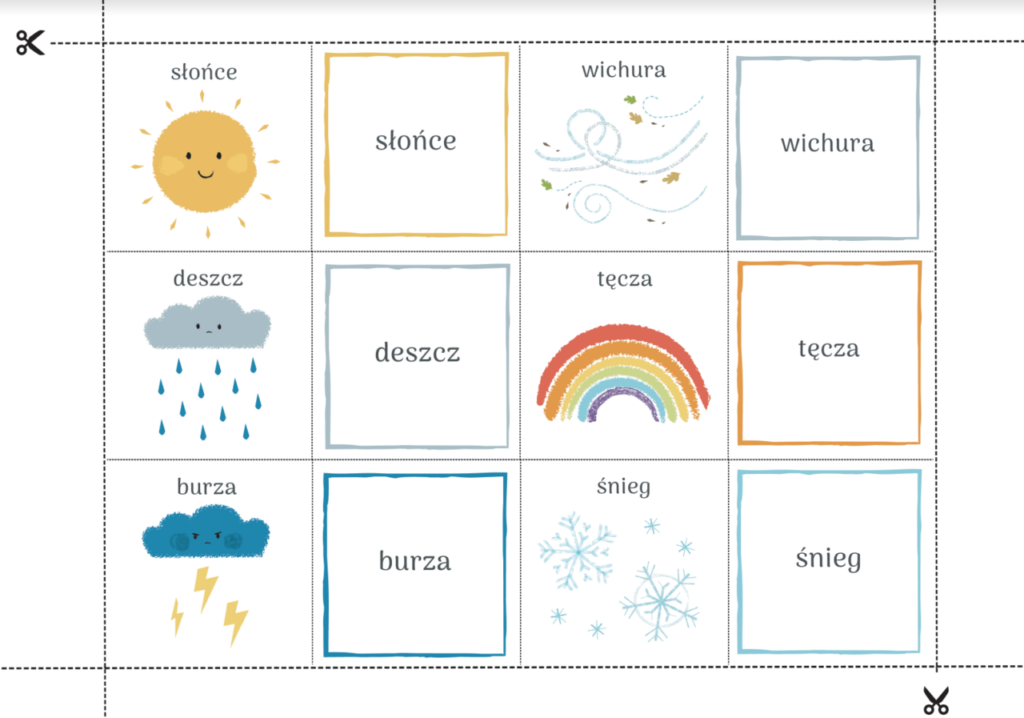 słońce
słońce
wichura
wichura
deszcz
deszcz
tęcza
tęcza
burza
burza
śnieg
śnieg